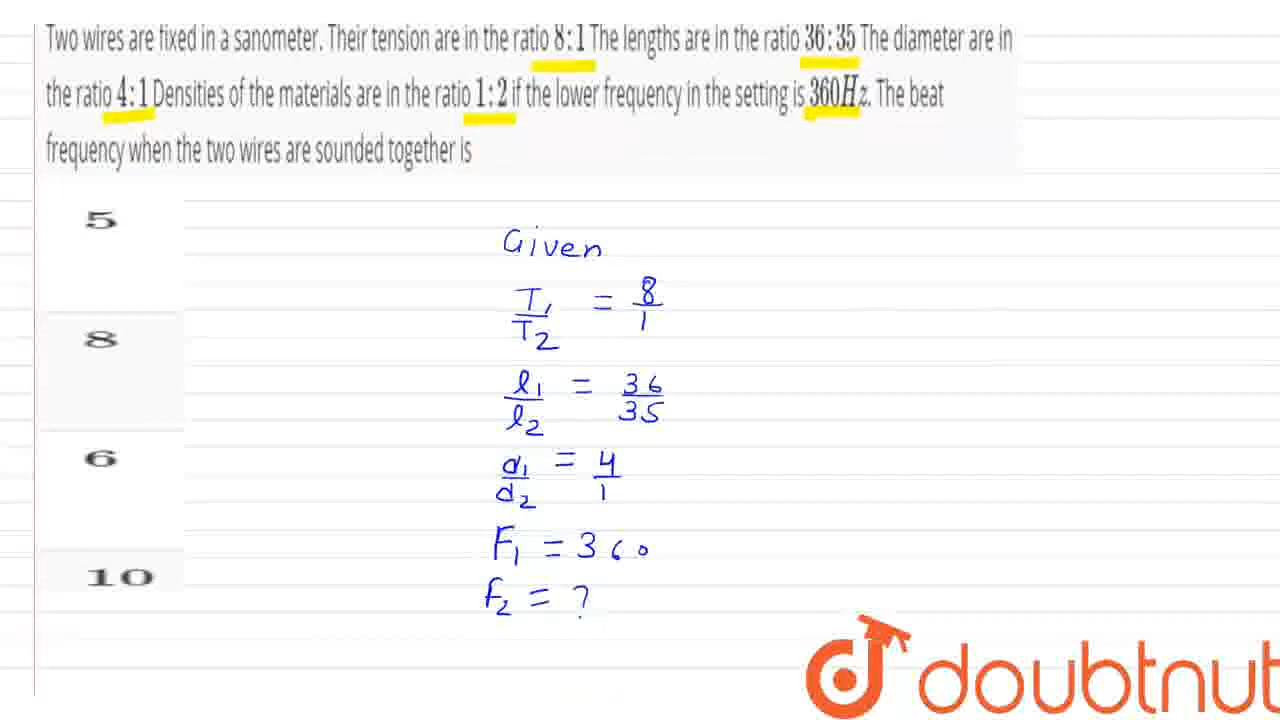 Two wires are fixed in a sanometer. Their tension are in the ratio 8 : 1 The lengths are in the ratio 36 : 35 The diameter are in
the ratio 4 : 1 Densities of the materials are in the ratio 1 : 2 if the lower frequency in the setting is 360Hz. The beat
frequency when the two wires are sounded together is
5
8
6
10
Given
T₁/T₂ = 8/1
l₁/l₂ = 36/35
d₁/d₂ = 4/1
F₁ = 360
F₂ = ?
doubtnut